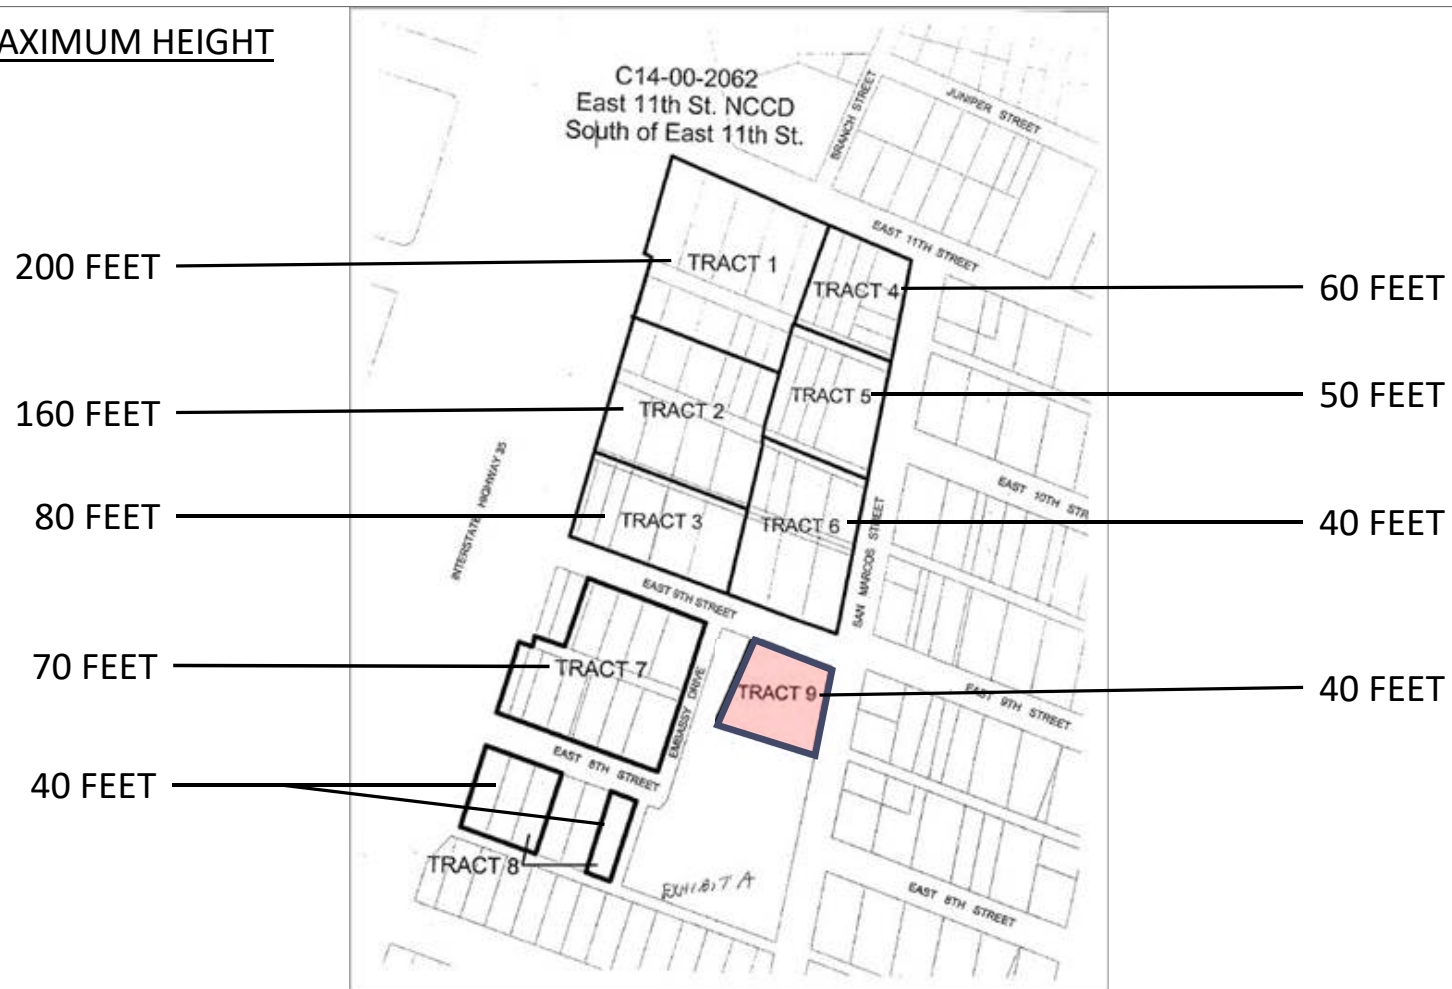 AXIMUM HEIGHT
C14-00-2062
East 11th St. NCCD
South of East 11th St.
BRANCH STREET
JUNIPER STREET
EAST 11TH STREET
200 FEET
TRACT 1
TRACT 4
60 FEET
160 FEET
TRACT 2
TRACT 5
50 FEET
INTERSTATE HIGHWAY 35
EAST 10TH STR
80 FEET
TRACT 3
TRACT 6
40 FEET
SAN MARCOS STREET
EAST 9TH STREET
70 FEET
TRACT 7
EMBASSY DRIVE
TRACT 9
40 FEET
EAST 9TH STREET
EAST 8TH STREET
40 FEET
TRACT 8
EXHIBIT A
EAST 8TH STREET